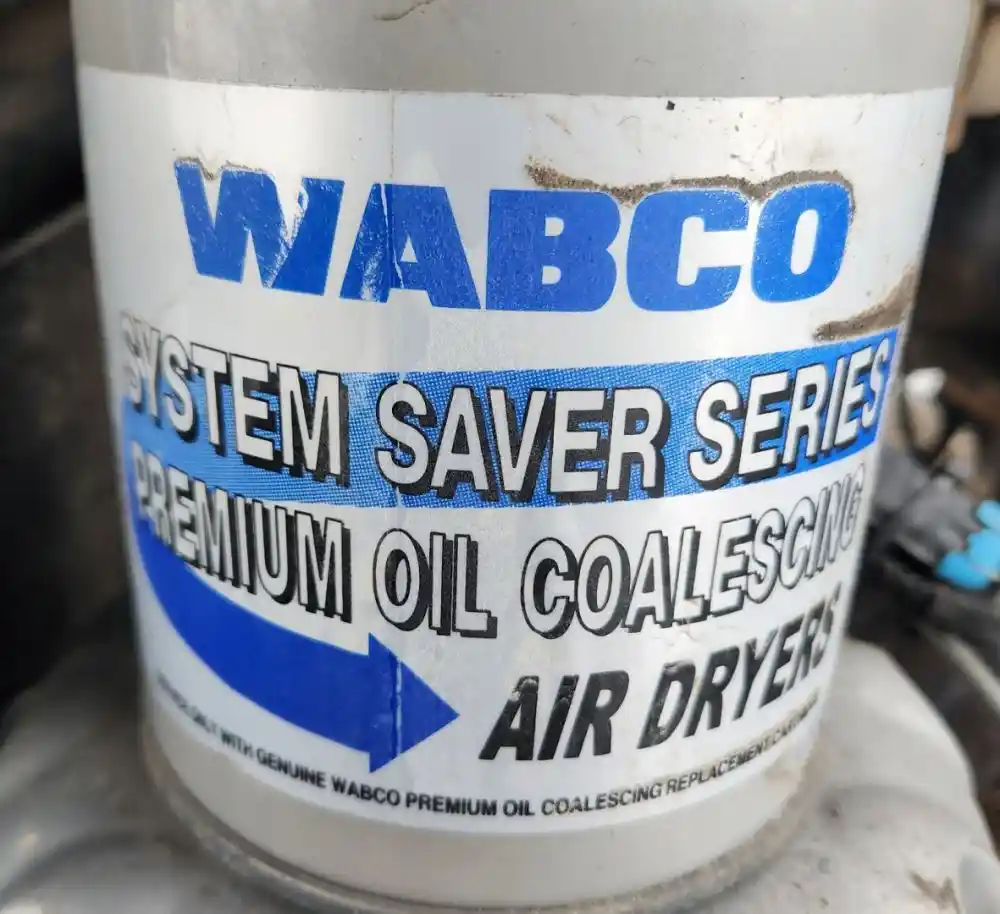 WABCO
SYSTEM SAVER SERIES
PREMIUM OIL COALESCING
AIR DRYERS
WITH GENUINE WABCO PREMIUM OIL COALESCING REPLACEMENT